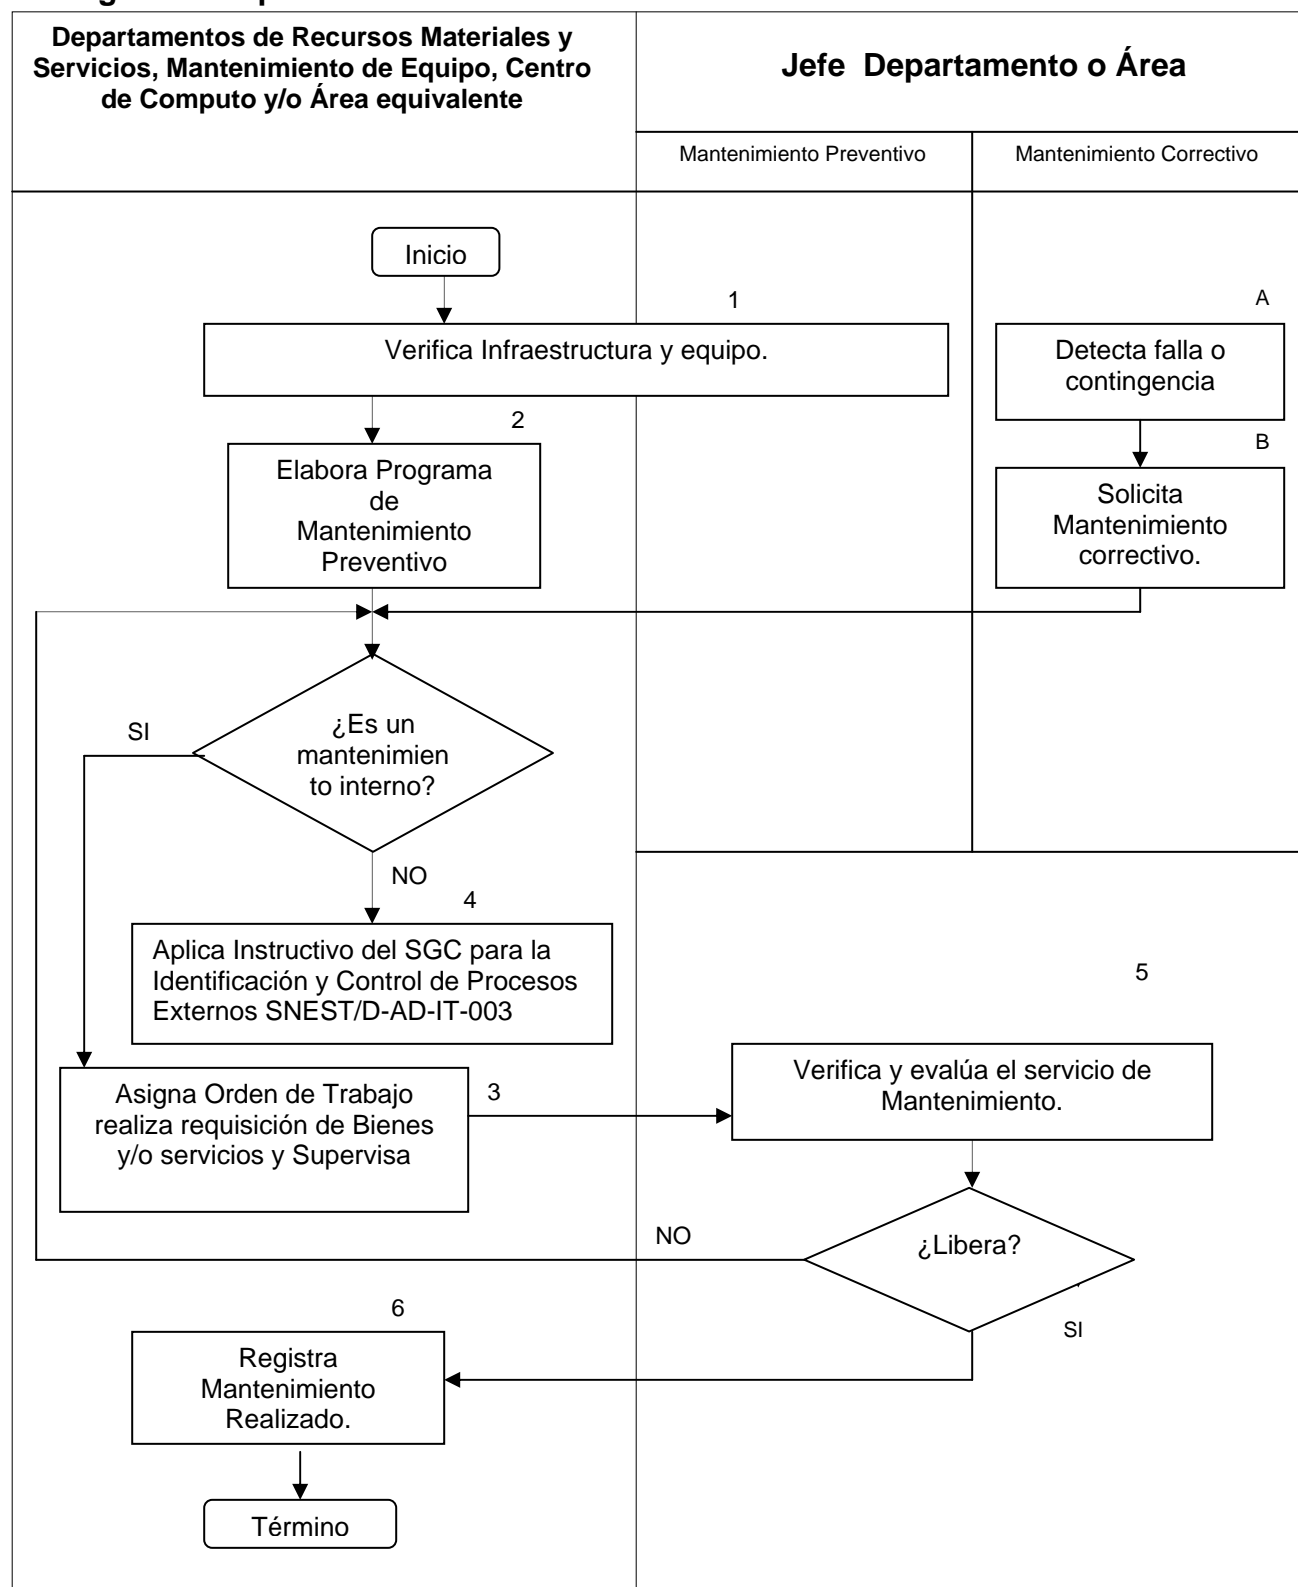 Departamentos de Recursos Materiales y
Servicios, Mantenimiento de Equipo, Centro
de Computo y/o Área equivalente
Jefe Departamento o Área
Mantenimiento Preventivo
Mantenimiento Correctivo
Inicio
1
Verifica Infraestructura y equipo.
A
Detecta falla o
contingencia
2
Elabora Programa
de
Mantenimiento
Preventivo
B
Solicita
Mantenimiento
correctivo.
SI
¿Es un
mantenimien
to interno?
NO
4
Aplica Instructivo del SGC para la
Identificación y Control de Procesos
Externos SNEST/D-AD-IT-003
5
Verifica y evalúa el servicio de
Mantenimiento.
Asigna Orden de Trabajo
realiza requisición de Bienes
y/o servicios y Supervisa
3
NO
¿Libera?
SI
6
Registra
Mantenimiento
Realizado.
Término